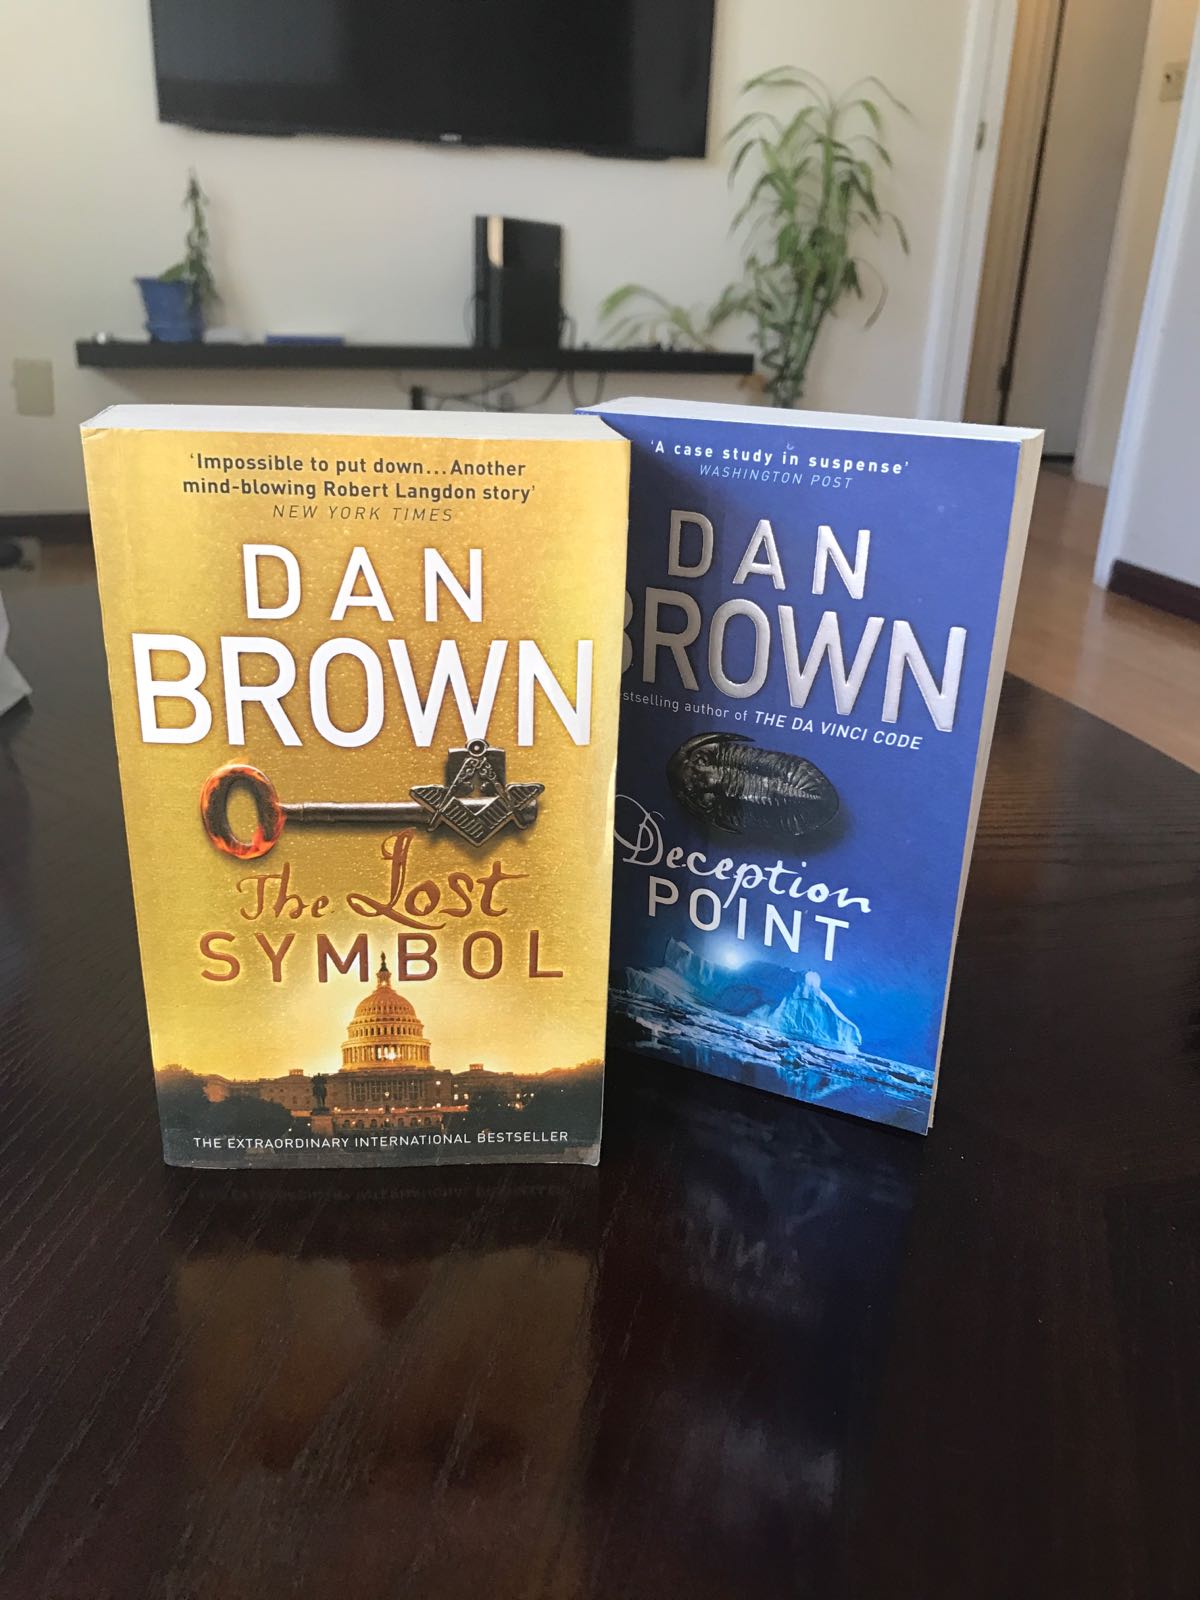 ‘Impossible to put down...Another
mind-blowing Robert Langdon story’
NEW YORK TIMES
DAN
BROWN
The Lost
SYMBOL
THE EXTRAORDINARY INTERNATIONAL BESTSELLER
‘A case study in suspense’
WASHINGTON POST
DAN
BROWN
author of THE DA VINCI CODE
Deception
POINT